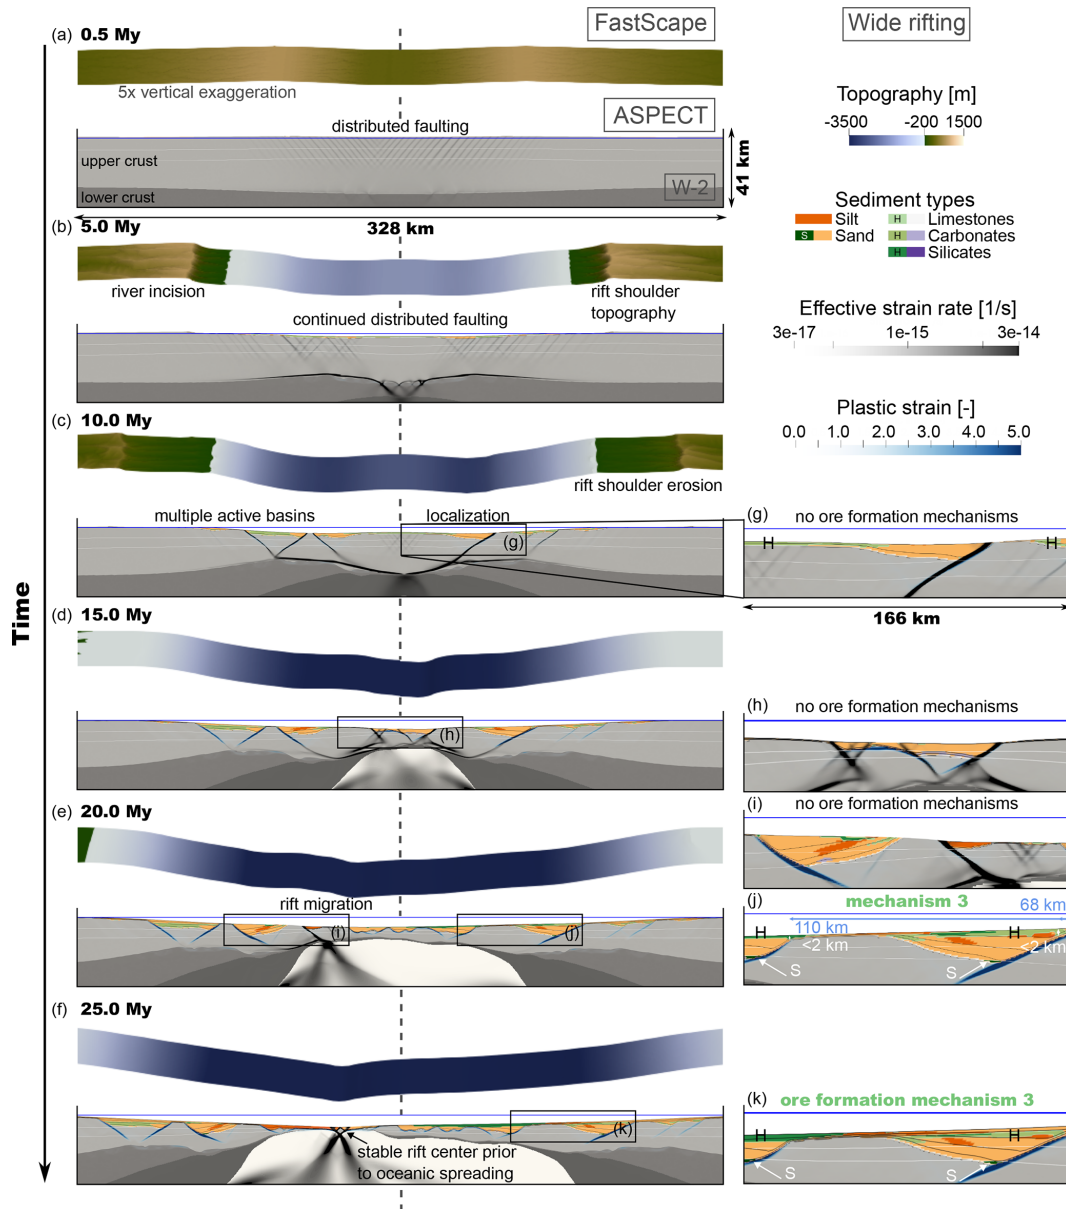 FastScape
Wide rifting
(a) 0.5 My
5x vertical exaggeration
Topography [m]
-3500 -200 1500
ASPECT
distributed faulting
upper crust
lower crust
W-2
41 km
328 km
Sediment types
Silt
H Limestones
S Sand
H Carbonates
H Silicates
(b) 5.0 My
river incision
rift shoulder
topography
continued distributed faulting
Effective strain rate [1/s]
3e-17 1e-15 3e-14
Plastic strain [-]
0.0 1.0 2.0 3.0 4.0 5.0
Time
(c) 10.0 My
rift shoulder erosion
multiple active basins
localization
(g)
(g)
no ore formation mechanisms
H
H
166 km
(d) 15.0 My
(h)
(h)
no ore formation mechanisms
(e) 20.0 My
rift migration
(i)
(j)
(i)
no ore formation mechanisms
(j)
mechanism 3
68 km
110 km
H
H
<2 km
<2 km
S
S
(f) 25.0 My
(k)
stable rift center prior
to oceanic spreading
(k)
ore formation mechanism 3
H
H
S
S